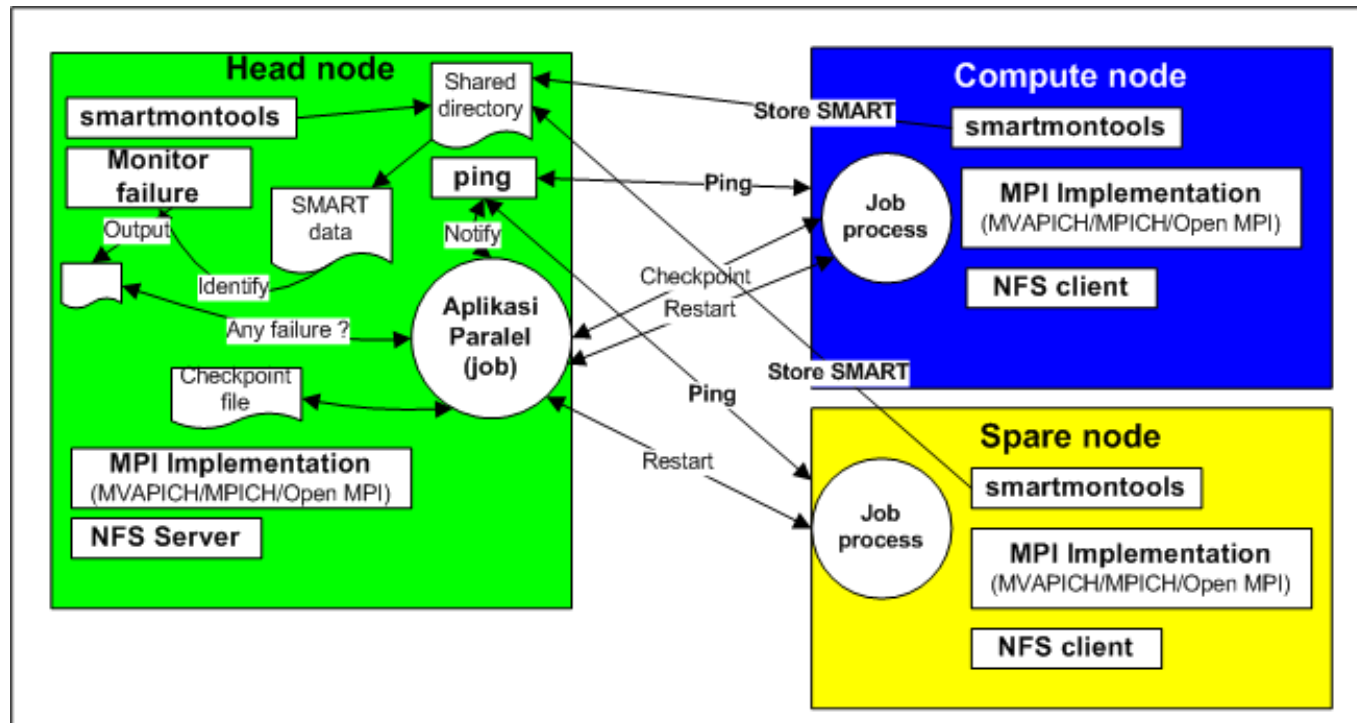 Head node
smartmontools
Shared
directory
Monitor
failure
ping
SMART
data
Output
Notify
Identify
Any failure ?
Aplikasi
Paralel
(job)
Checkpoint
file
MPI Implementation
(MVAPICH/MPICH/Open MPI)
NFS Server
Store SMART
Ping
Checkpoint
Restart
Store SMART
Ping
Restart
Compute node
smartmontools
Job
process
MPI Implementation
(MVAPICH/MPICH/Open MPI)
NFS client
Spare node
smartmontools
Job
process
MPI Implementation
(MVAPICH/MPICH/Open MPI)
NFS client